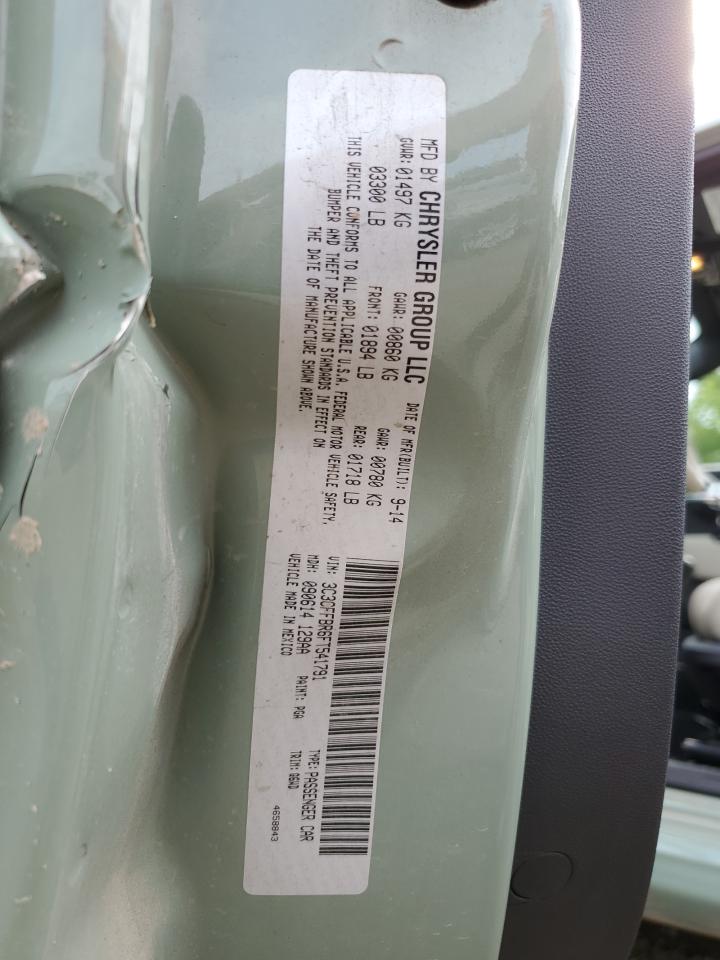 MFD BY CHRYSLER GROUP LLC DATE OF MFR(BUILT): 9-14
GVWR: 01497 KG GAWR: 00860 KG GAWR: 00780 KG
03300 LB FRONT: 01894 LB REAR: 01718 LB
THIS VEHICLE CONFORMS TO ALL APPLICABLE U.S.A. FEDERAL MOTOR VEHICLE SAFETY,
BUMPER AND THEFT PREVENTION STANDARDS IN EFFECT ON
THE DATE OF MANUFACTURE SHOWN ABOVE.
VIN: 3C3CFFBR6FT541791 TYPE: PASSENGER CAR
MDH: 090614 129AA PAINT: PGA TRIM: 
VEHICLE MADE IN MEXICO
4658843